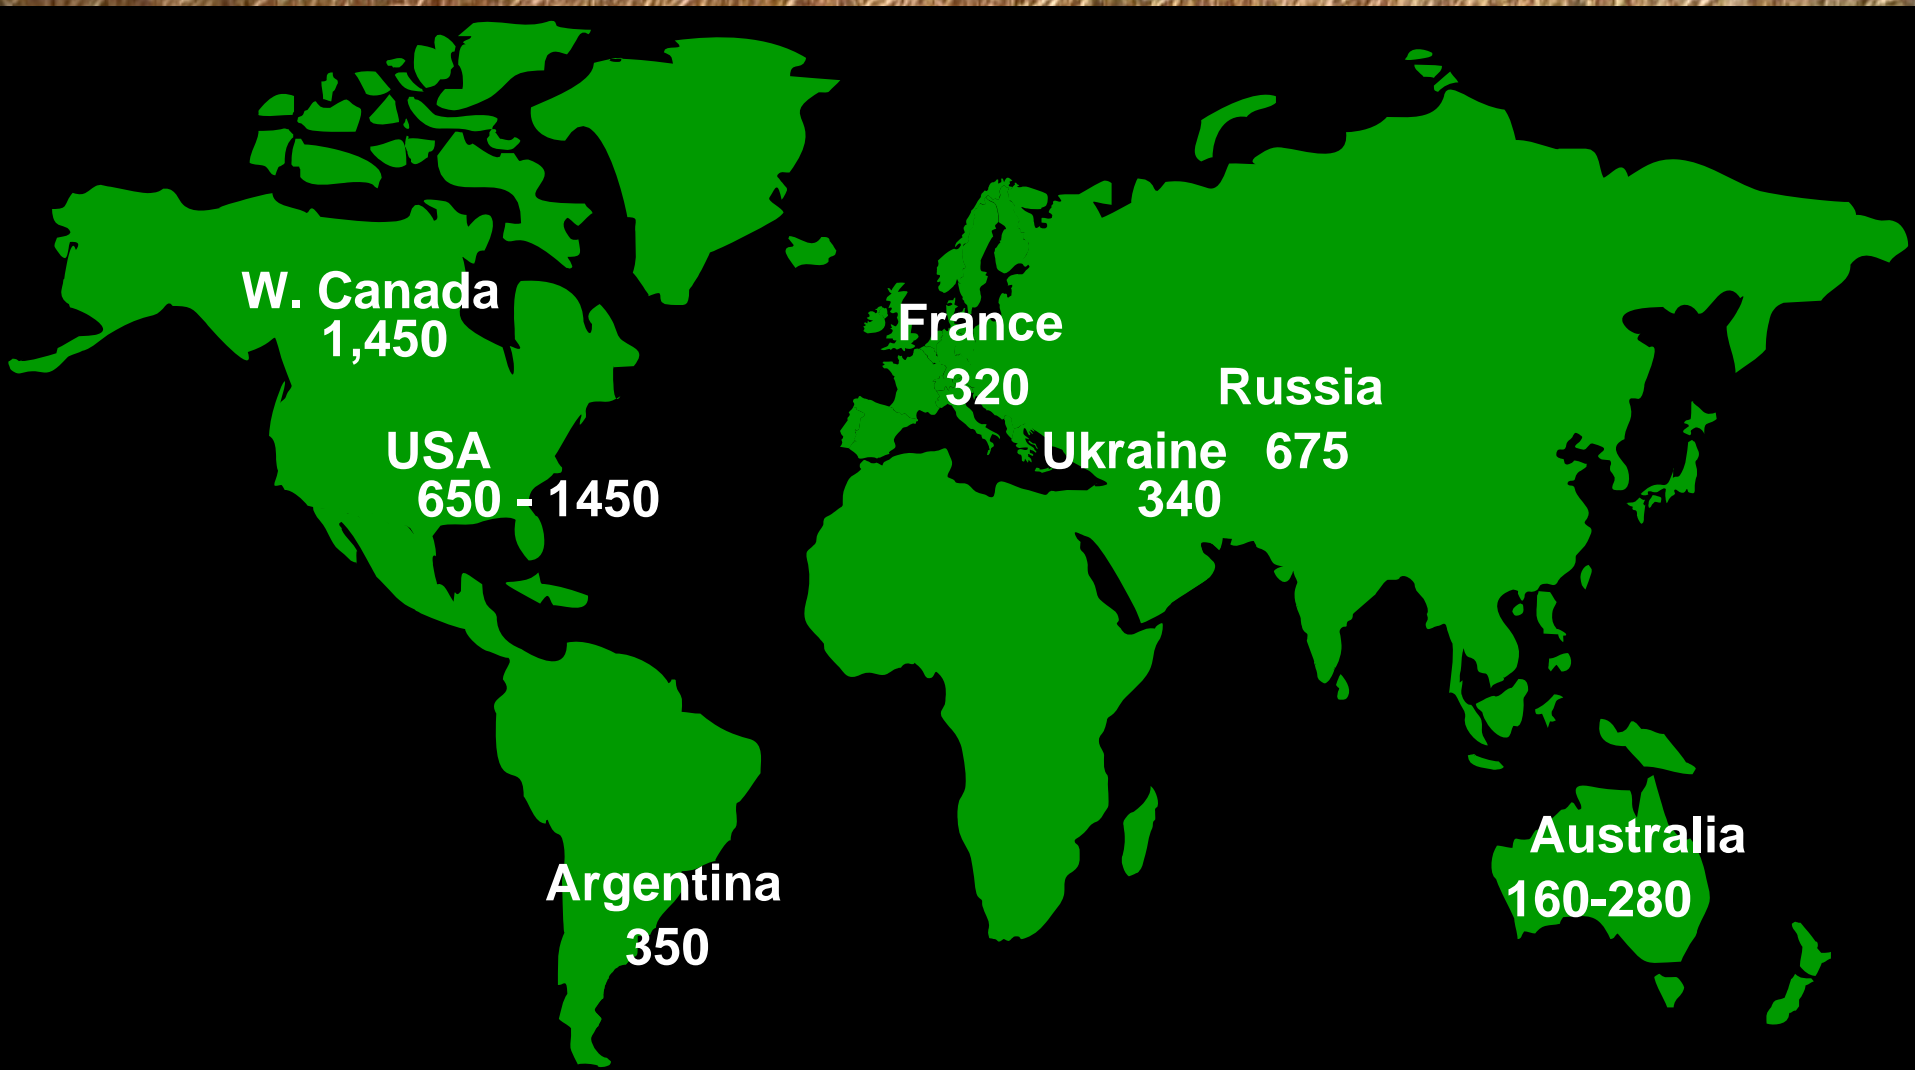 W. Canada
1,450
USA
650 - 1450
France
320
Russia
675
Ukraine
340
Argentina
350
Australia
160-280